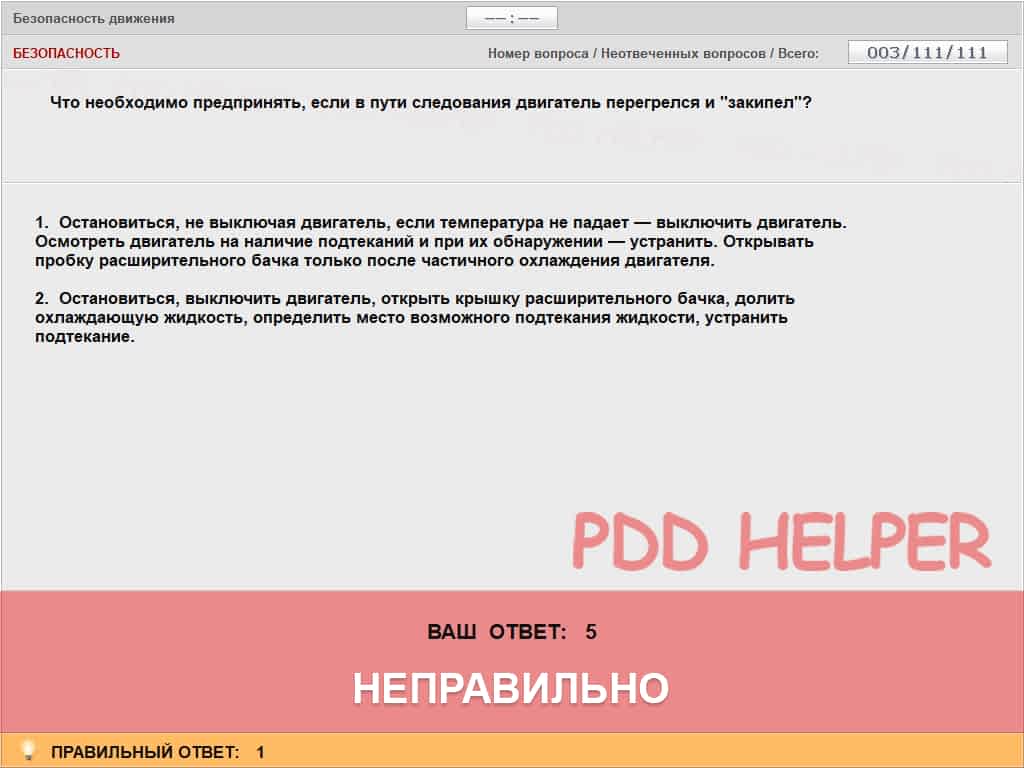 Безопасность движения
—— : ——
БЕЗОПАСНОСТЬ
Номер вопроса / Неотвеченных вопросов / Всего:
003/111/111
Что необходимо предпринять, если в пути следования двигатель перегрелся и "закипел"?
1. Остановиться, не выключая двигатель, если температура не падает — выключить двигатель.
Осмотреть двигатель на наличие подтеканий и при их обнаружении — устранить. Открывать
пробку расширительного бачка только после частичного охлаждения двигателя.
2. Остановиться, выключить двигатель, открыть крышку расширительного бачка, долить
охлаждающую жидкость, определить место возможного подтекания жидкости, устранить
подтекание.
PDD HELPER
ВАШ ОТВЕТ: 5
НЕПРАВИЛЬНО
ПРАВИЛЬНЫЙ ОТВЕТ: 1